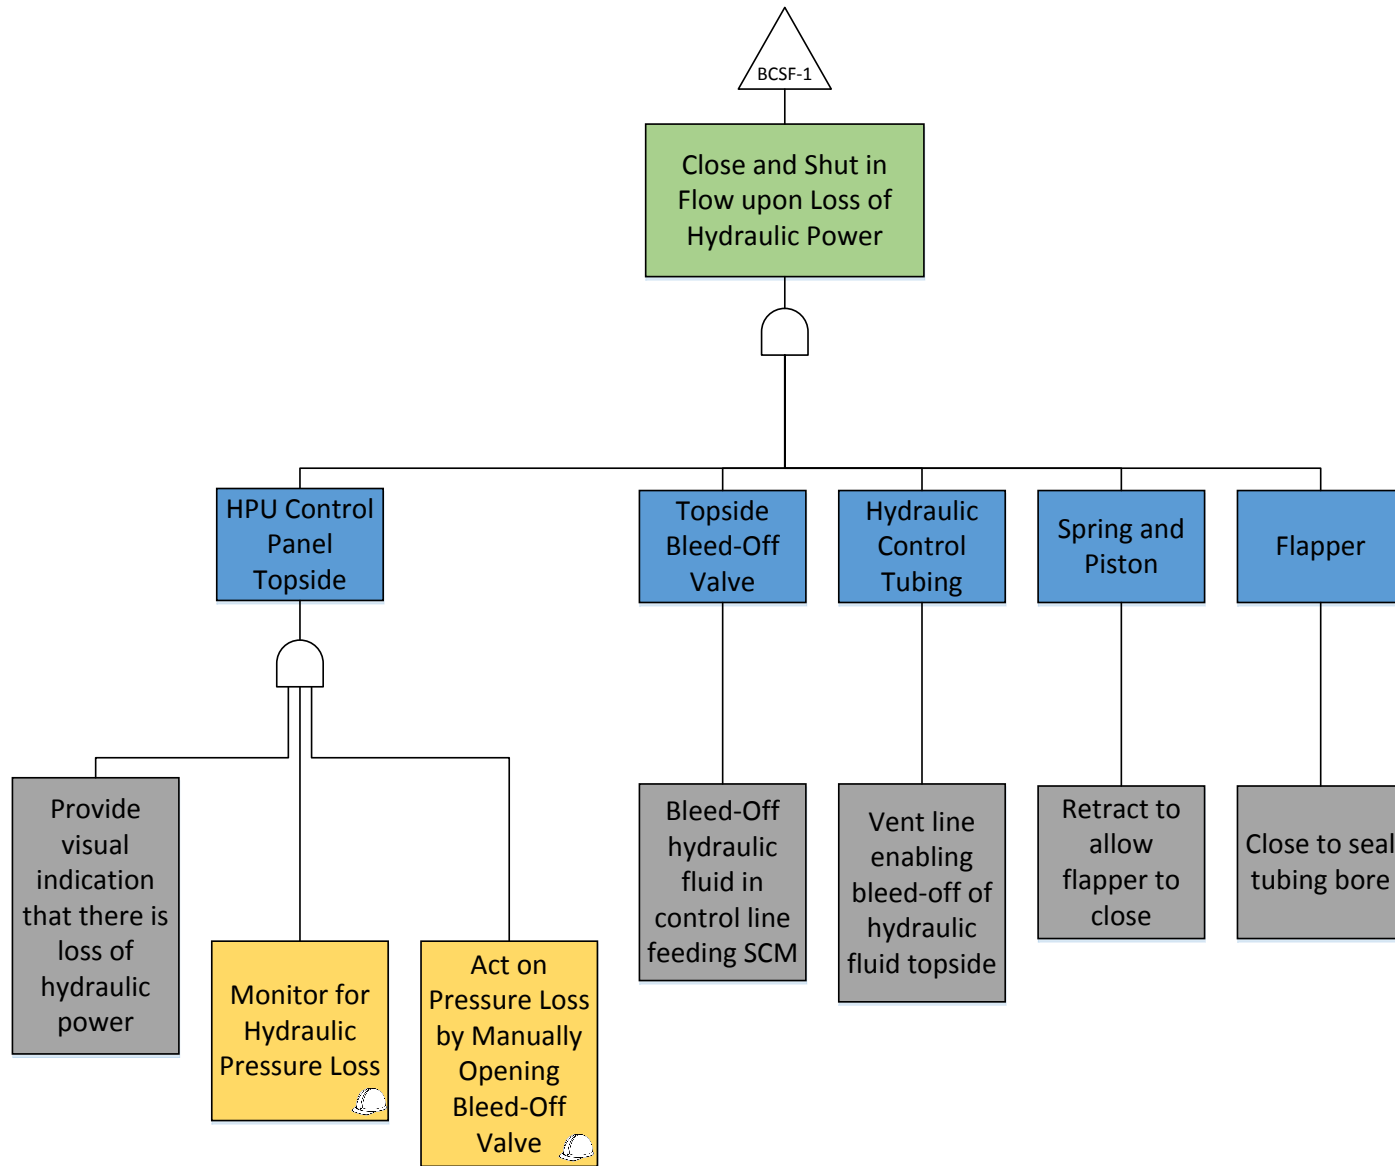 BCSF-1
Close and Shut in
Flow upon Loss of
Hydraulic Power
HPU Control
Panel
Topside
Topside
Bleed-Off
Valve
Hydraulic
Control
Tubing
Spring and
Piston
Flapper
Provide
visual
indication
that there is
loss of
hydraulic
power
Monitor for
Hydraulic
Pressure Loss
Act on
Pressure Loss
by Manually
Opening
Bleed-Off
Valve
Bleed-Off
hydraulic
fluid in
control line
feeding SCM
Vent line
enabling
bleed-off of
hydraulic
fluid topside
Retract to
allow
flapper to
close
Close to seal
tubing bore